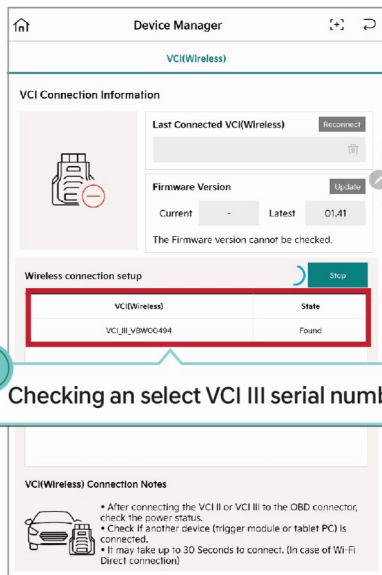 Device Manager
VCI(Wireless)
VCI Connection Information
Last Connected VCI(Wireless) Reconnect
Firmware Version Update
Current - Latest 01.41
The Firmware version cannot be checked.
Wireless connection setup Stop
VCI(Wireless) State
VCI_III_VBW00494 Found
Checking an select VCI III serial numb
VCI(Wireless) Connection Notes
• After connecting the VCI II or VCI III to the OBD connector,
check the power status.
• Check if another device (trigger module or tablet PC) is
connected.
• It may take up to 30 Seconds to connect. (In case of Wi-Fi
Direct connection)